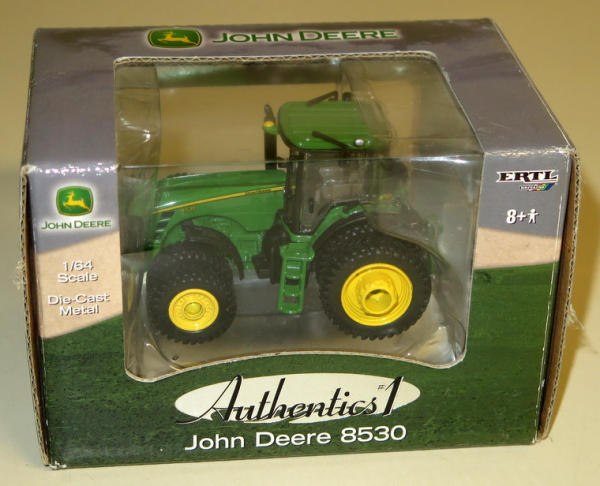 JOHN DEERE
JOHN DEERE
1/64
Scale
Die-Cast
Metal
ERTL
8+
Authentics #1
John Deere 8530